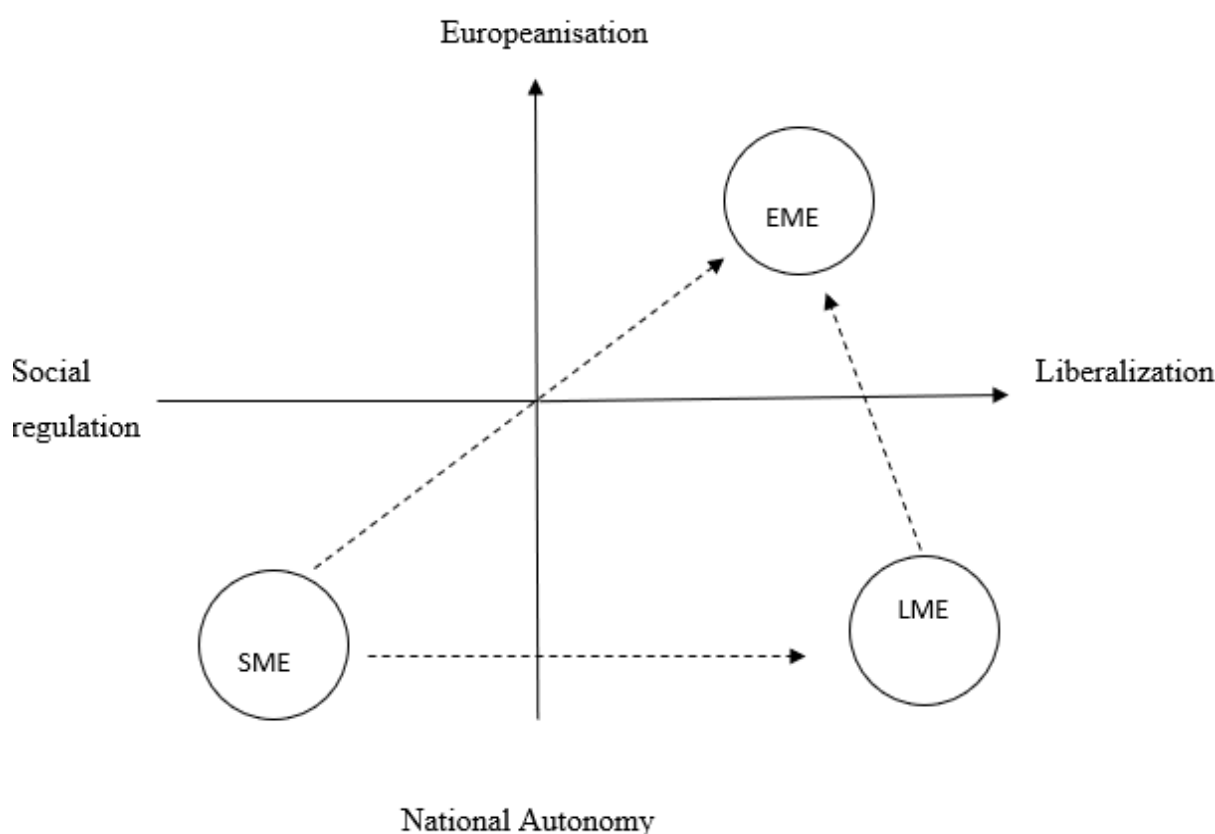 Europeanisation
EME
Social
regulation
Liberalization
LME
SME
National Autonomy